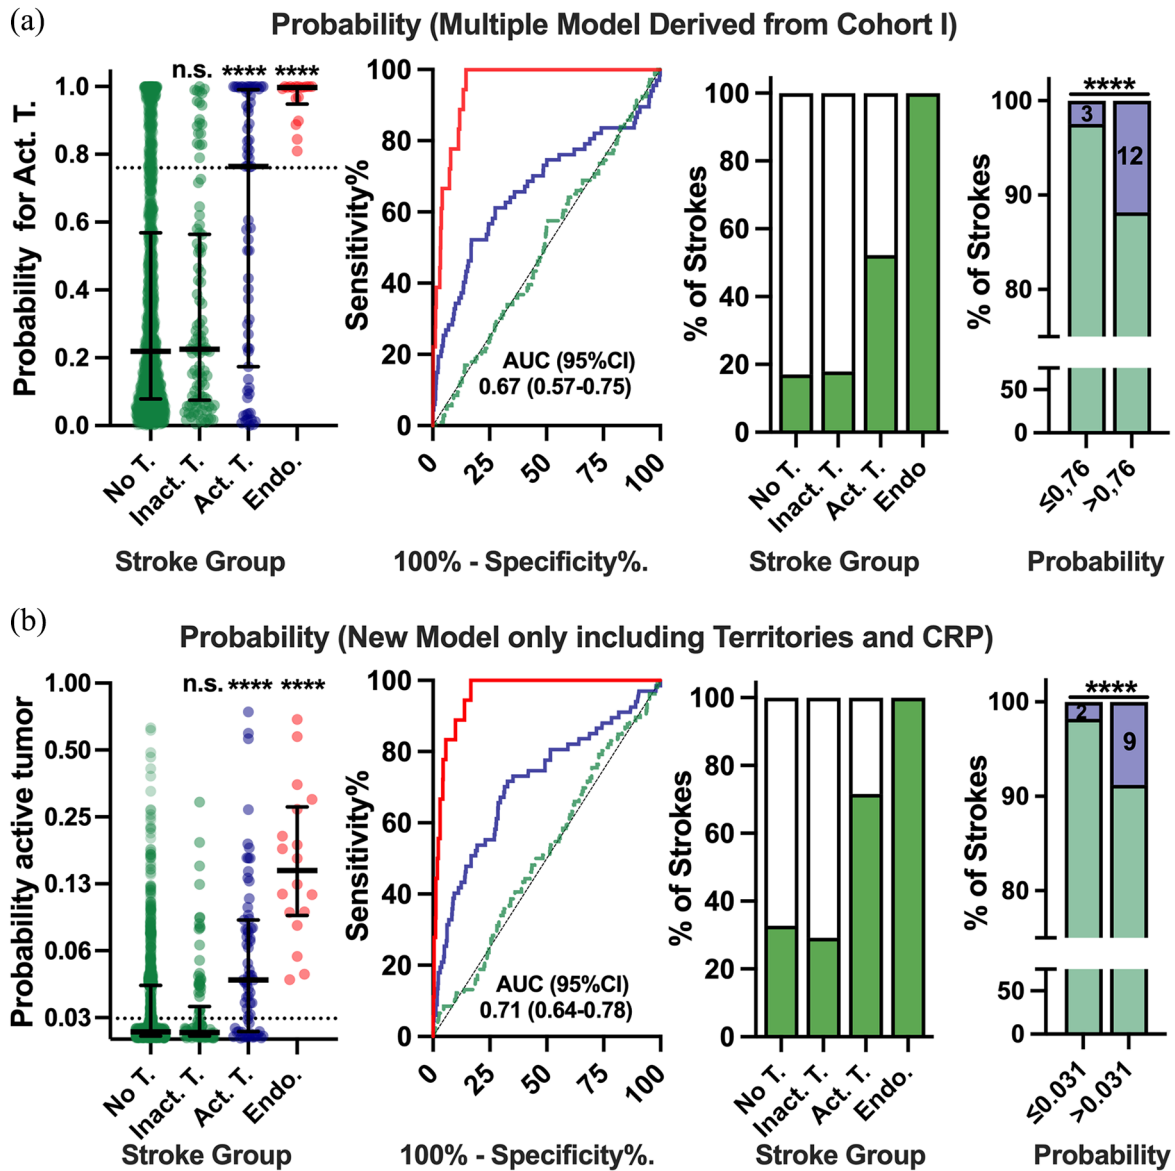 (a)
Probability (Multiple Model Derived from Cohort I)
Probability for Act. T.
1.0
0.8
0.6
0.4
0.2
0.0
n.s.
****
****
No T.
Inact. T.
Act. T.
Endo.
Stroke Group
Sensitivity%
100
80
60
40
20
0
AUC (95%CI)
0.67 (0.57-0.75)
0
25
50
75
100
100% - Specificity%.
% of Strokes
100
80
60
40
20
0
No T.
Inact. T.
Act. T.
Endo
Stroke Group
% of Strokes
100
90
80
50
0
****
3
12
≤0,76
>0,76
Probability
(b)
Probability (New Model only including Territories and CRP)
Probability active tumor
1.00
0.50
0.25
0.13
0.06
0.03
n.s.
****
****
No T.
Inact. T.
Act. T.
Endo.
Stroke Group
Sensitivity%
100
80
60
40
20
0
AUC (95%CI)
0.71 (0.64-0.78)
0
25
50
75
100
100% - Specificity%.
% of Strokes
100
80
60
40
20
0
No T.
Inact. T.
Act. T.
Endo.
Stroke Group
% of Strokes
100
90
80
50
0
****
2
9
≤0.031
>0.031
Probability